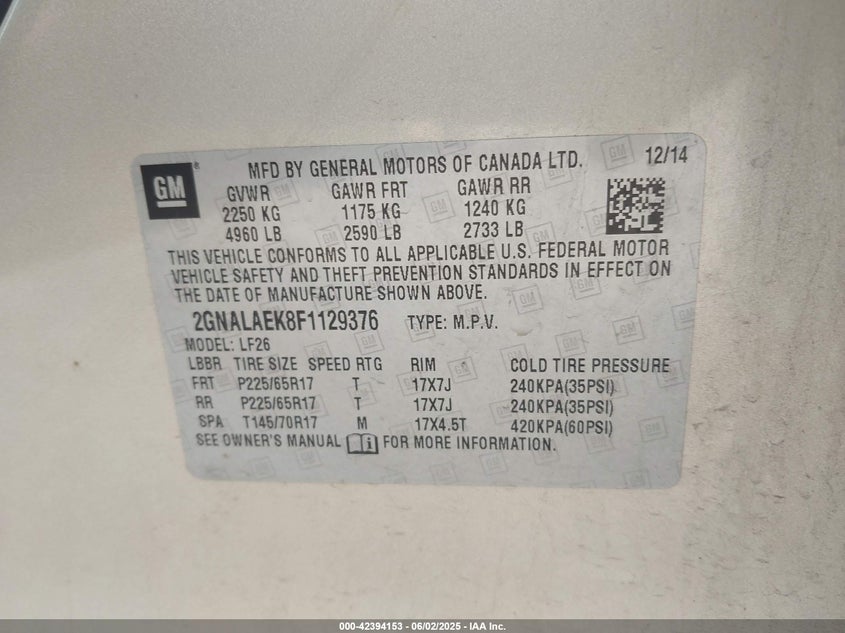 GM ® MFD BY GENERAL MOTORS OF CANADA LTD. 12/14
GVWR GAWR FRT GAWR RR
2250 KG 1175 KG 1240 KG
4960 LB 2590 LB 2733 LB
THIS VEHICLE CONFORMS TO ALL APPLICABLE U.S. FEDERAL MOTOR
VEHICLE SAFETY AND THEFT PREVENTION STANDARDS IN EFFECT ON
THE DATE OF MANUFACTURE SHOWN ABOVE.
2GNALAEK8F1129376 TYPE: M.P.V.
MODEL: LF26
LBBR TIRE SIZE SPEED RTG RIM COLD TIRE PRESSURE
FRT P225/65R17 T 17X7J 240KPA(35PSI)
RR P225/65R17 T 17X7J 240KPA(35PSI)
SPA T145/70R17 M 17X4.5T 420KPA(60PSI)
SEE OWNER'S MANUAL i FOR MORE INFORMATION.
000-42394153 - 06/02/2025 - IAA Inc.